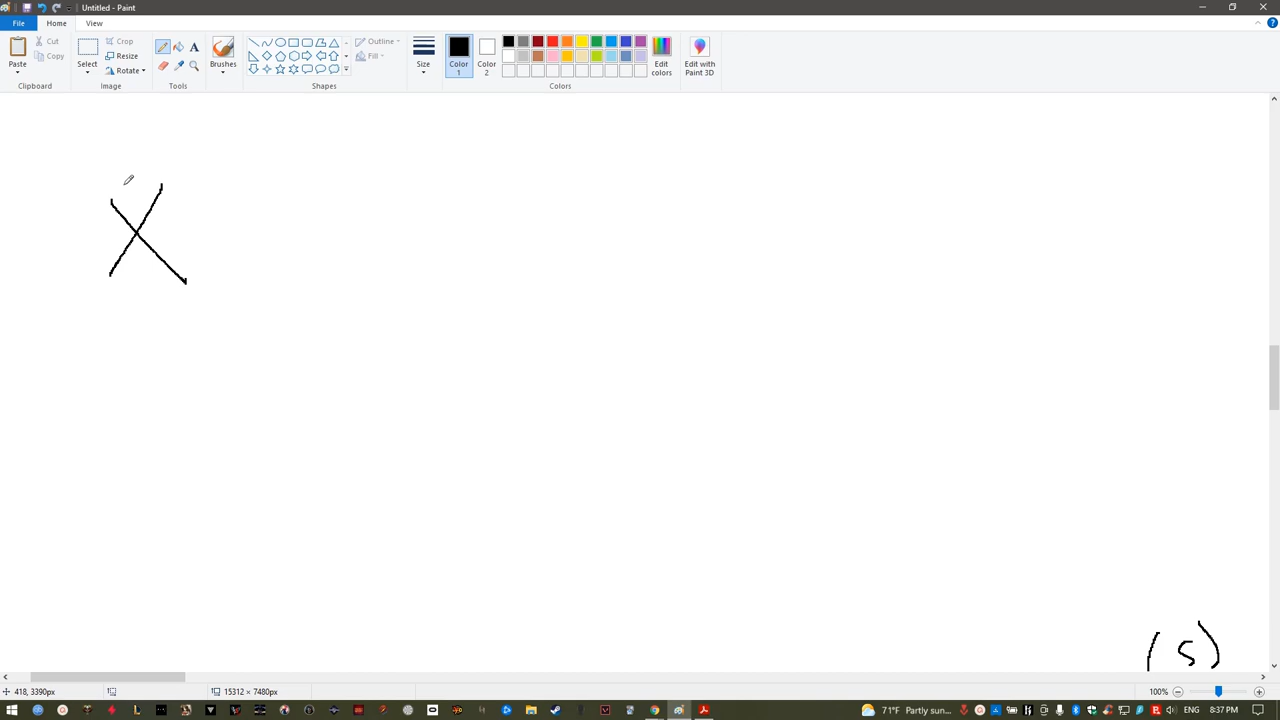 Untitled - Paint
File Home View
Paste
Cut
Copy
Clipboard
Select
Crop
Resize
Rotate
Image
A
Tools
Brushes
Outline
Fill
Shapes
Size
Color 1
Color 2
Edit colors
Colors
Edit with Paint 3D
X
(s)
418, 3390px
15312 × 7480px
100%
71°F Partly sun...
ENG 8:37 PM